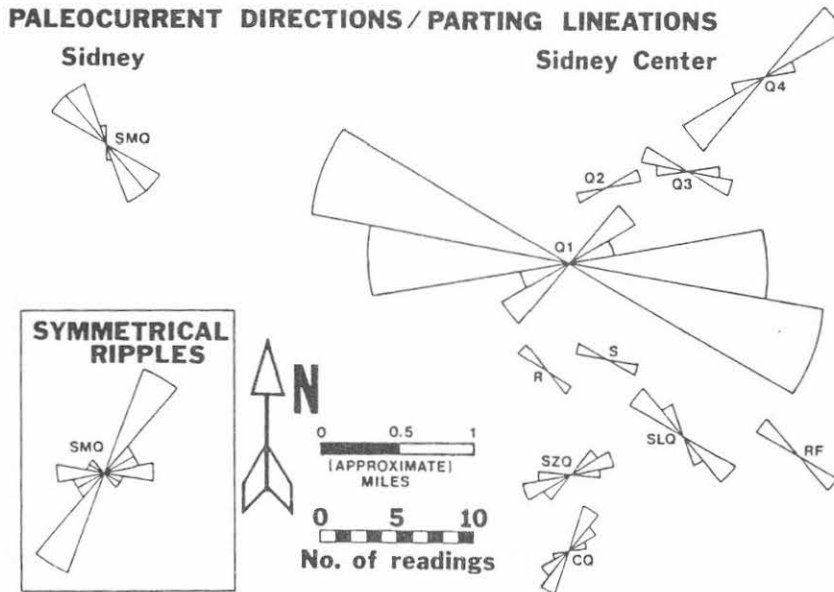 PALEOCURRENT DIRECTIONS / PARTING LINEATIONS
Sidney
Sidney Center
SMQ
Q4
Q2
Q3
Q1
R
S
SLQ
RF
SZQ
CQ
SYMMETRICAL
RIPPLES
SMQ
N
0 0.5 1
(APPROXIMATE)
MILES
0 5 10
No. of readings